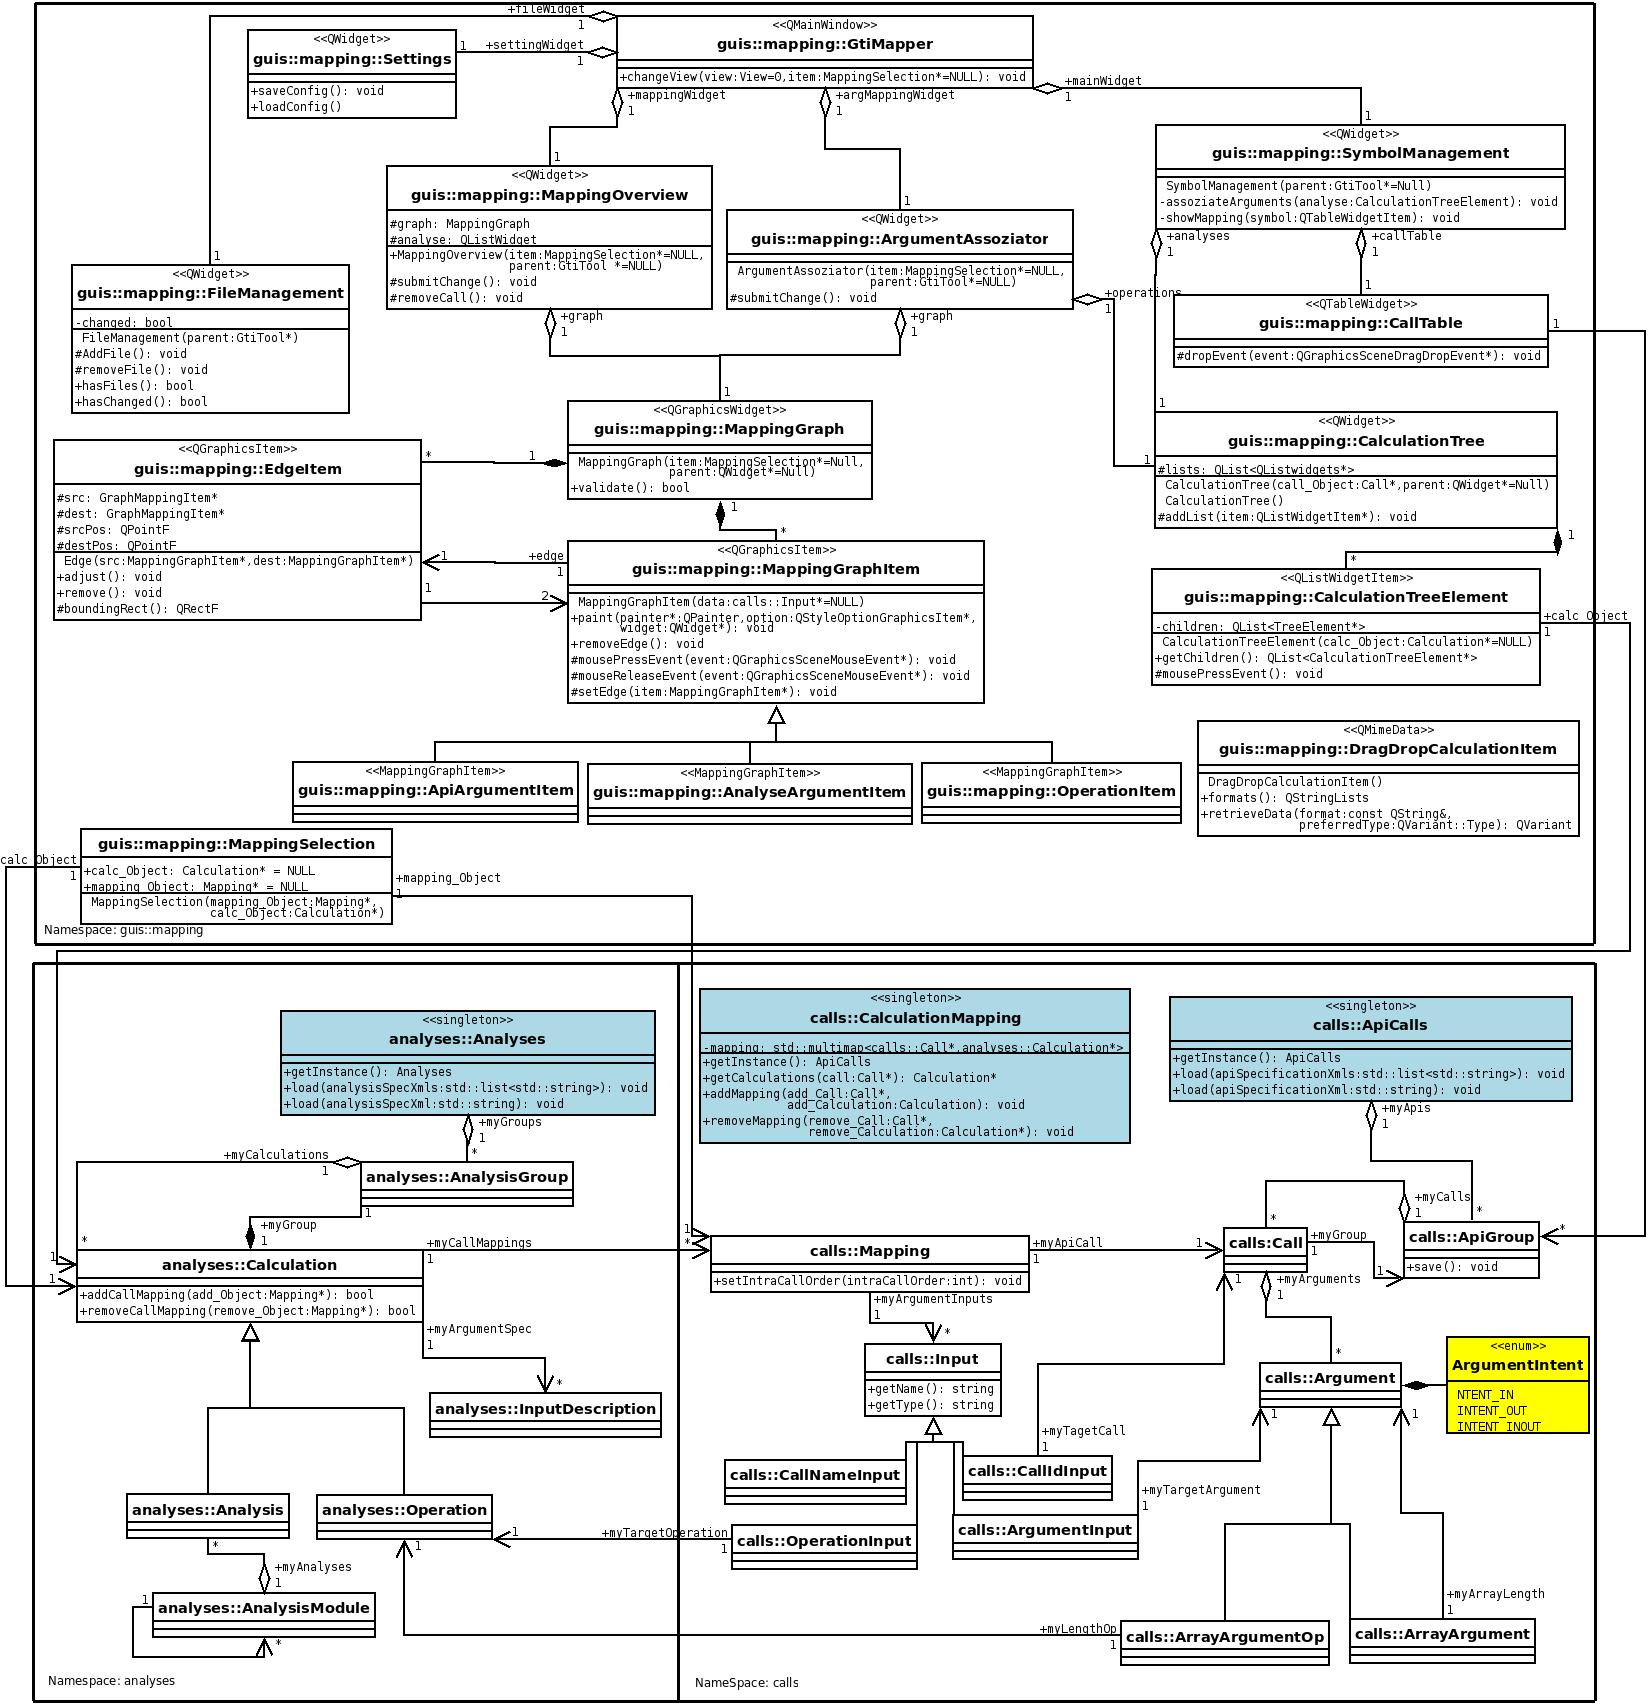 +fileWidget
1
<<QMainWindow>>
guis::mapping::GtiMapper
+changeView(view:View=0,item:MappingSelection*=NULL): void
<<QWidget>>
guis::mapping::Settings
+saveConfig(): void
+loadConfig()
1
+settingWidget
1
+mappingWidget
1
+argMappingWidget
1
+mainWidget
1
1
<<QWidget>>
guis::mapping::SymbolManagement
SymbolManagement(parent:GtiTool*=Null)
-assoziateArguments(analyse:CalculationTreeElement): void
-showMapping(symbol:QTableWidgetItem): void
1
<<QWidget>>
guis::mapping::MappingOverview
#graph: MappingGraph
#analyse: QListWidget
+MappingOverview(item:MappingSelection*=NULL,
parent:GtiTool *=NULL)
#submitChange(): void
#removeCall(): void
1
<<QWidget>>
guis::mapping::ArgumentAssoziator
ArgumentAssoziator(item:MappingSelection*=NULL,
parent:GtiTool*=NULL)
#submitChange(): void
+analyses
1
+callTable
1
1
<<QWidget>>
guis::mapping::FileManagement
-changed: bool
FileManagement(parent:GtiTool*)
#AddFile(): void
#removeFile(): void
+hasFiles(): bool
+hasChanged(): bool
+graph
1
+graph
1
+operations
1
1
<<QTableWidget>>
guis::mapping::CallTable
#dropEvent(event:QGraphicsSceneDragDropEvent*): void
1
1
<<QGraphicsWidget>>
guis::mapping::MappingGraph
MappingGraph(item:MappingSelection*=Null,
parent:QWidget*=Null)
+validate(): bool
1
<<QWidget>>
guis::mapping::CalculationTree
#lists: QList<QListwidgets*>
CalculationTree(call_Object:Call*,parent:QWidget*=Null)
CalculationTree()
#addList(item:QListWidgetItem*): void
1
<<QGraphicsItem>>
guis::mapping::EdgeItem
#src: GraphMappingItem*
#dest: GraphMappingItem*
#srcPos: QPointF
#destPos: QPointF
Edge(src:MappingGraphItem*,dest:MappingGraphItem*)
+adjust(): void
+remove(): void
#boundingRect(): QRectF
*
1
1
*
1
+edge
1
1
2
<<QGraphicsItem>>
guis::mapping::MappingGraphItem
MappingGraphItem(data:calls::Input*=NULL)
+paint(painter*:QPainter,option:QStyleOptionGraphicsItem*,
widget:QWidget*): void
+removeEdge(): void
#mousePressEvent(event:QGraphicsSceneMouseEvent*): void
#mouseReleaseEvent(event:QGraphicsSceneMouseEvent*): void
#setEdge(item:MappingGraphItem*): void
1
*
<<QListWidgetItem>>
guis::mapping::CalculationTreeElement
-children: QList<TreeElement*>
CalculationTreeElement(calc_Object:Calculation*=NULL)
+getChildren(): QList<CalculationTreeElement*>
#mousePressEvent(): void
+calc_Object
1
<<MappingGraphItem>>
guis::mapping::ApiArgumentItem
<<MappingGraphItem>>
guis::mapping::AnalyseArgumentItem
<<MappingGraphItem>>
guis::mapping::OperationItem
<<QMimeData>>
guis::mapping::DragDropCalculationItem
DragDropCalculationItem()
+formats(): QStringLists
+retrieveData(format:const QString&,
preferredType:QVariant::Type): QVariant
calc_Object
1
guis::mapping::MappingSelection
+calc_Object: Calculation* = NULL
+mapping_Object: Mapping* = NULL
MappingSelection(mapping_Object:Mapping*,
calc_Object:Calculation*)
+mapping_Object
1
Namespace: guis::mapping
<<singleton>>
analyses::Analyses
+getInstance(): Analyses
+load(analysisSpecXmls:std::list<std::string>): void
+load(analysisSpecXml:std::string): void
<<singleton>>
calls::CalculationMapping
-mapping: std::multimap<calls::Call*,analyses::Calculation*>
+getInstance(): ApiCalls
+getCalculations(call:Call*): Calculation*
+addMapping(add_Call:Call*,
add_Calculation:Calculation): void
+removeMapping(remove_Call:Call*,
remove_Calculation:Calculation*): void
<<singleton>>
calls::ApiCalls
+getInstance(): ApiCalls
+load(apiSpecificationXmls:std::list<std::string>): void
+load(apiSpecificationXml:std::string): void
+myGroups
1
*
+myApis
1
*
+myCalculations
1
analyses::AnalysisGroup
1
+myGroup
1
*
1
1
analyses::Calculation
+addCallMapping(add_Object:Mapping*): bool
+removeCallMapping(remove_Object:Mapping*): bool
+myCallMappings
1
1
*
calls::Mapping
+setIntraCallOrder(intraCallOrder:int): void
+myApiCall
1
1
*
calls:Call
+myGroup
1
1
+myCalls
1
calls::ApiGroup
+save(): void
*
+myArgumentSpec
1
*
analyses::InputDescription
+myArgumentInputs
1
*
calls::Input
+getName(): string
+getType(): string
1
+myArguments
1
*
calls::Argument
1
1
<<enum>>
ArgumentIntent
NTENT_IN
INTENT_OUT
INTENT_INOUT
+myTagetCall
1
calls::CallNameInput
calls::CallIdInput
+myTargetArgument
1
analyses::Analysis
analyses::Operation
1
+myTargetOperation
1
calls::OperationInput
calls::ArgumentInput
*
1
+myAnalyses
1
1
analyses::AnalysisModule
*
+myLengthOp
1
calls::ArrayArgumentOp
+myArrayLength
1
calls::ArrayArgument
Namespace: analyses
NameSpace: calls